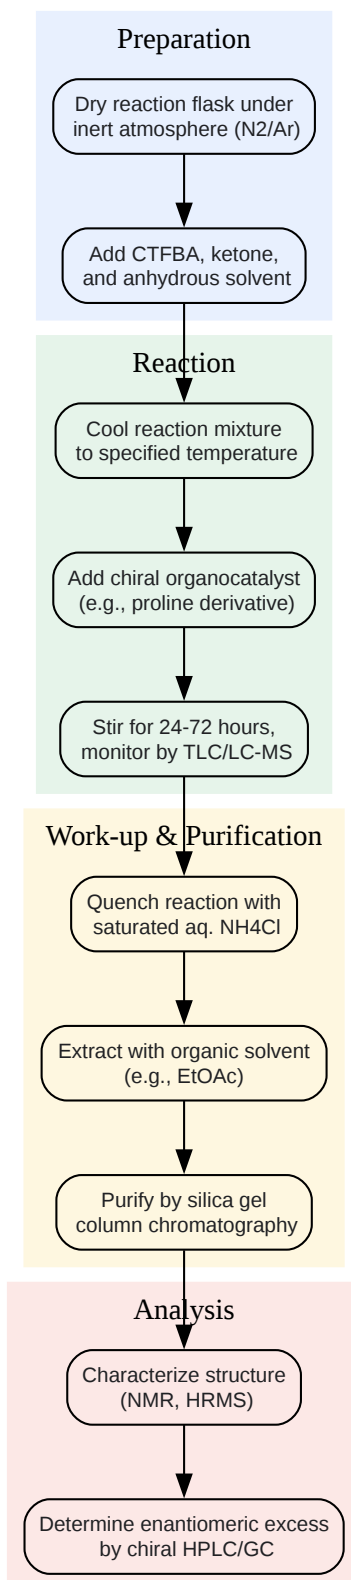 Preparation
Dry reaction flask under
inert atmosphere (N2/Ar)
Add CTFBA, ketone,
and anhydrous solvent
Reaction
Cool reaction mixture
to specified temperature
Add chiral organocatalyst
(e.g., proline derivative)
Stir for 24-72 hours,
monitor by TLC/LC-MS
Work-up & Purification
Quench reaction with
saturated aq. NH4Cl
Extract with organic solvent
(e.g., EtOAc)
Purify by silica gel
column chromatography
Analysis
Characterize structure
(NMR, HRMS)
Determine enantiomeric excess
by chiral HPLC/GC